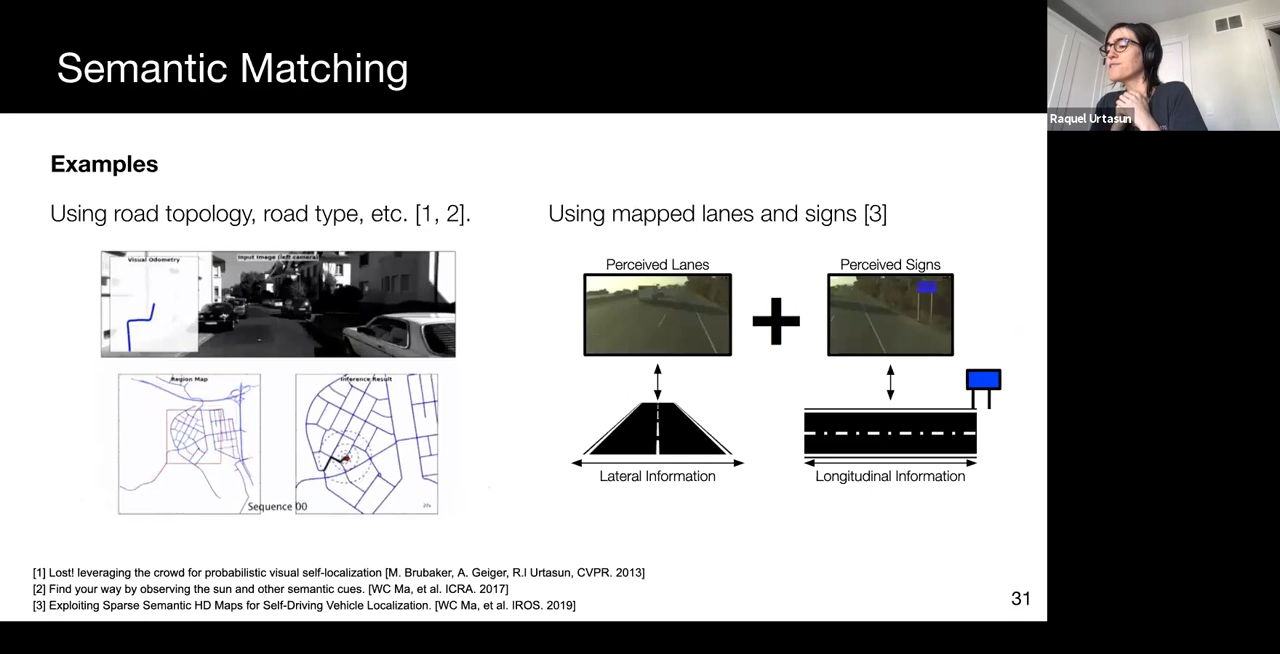 Semantic Matching
Raquel Urtasun
Examples
Using road topology, road type, etc. [1, 2].
Using mapped lanes and signs [3]
Visual Odometry
Input Image (left camera)
Region Map
Inference Result
Sequence 00
Perceived Lanes
Perceived Signs
Lateral Information
Longitudinal Information
[1] Lost! leveraging the crowd for probabilistic visual self-localization [M. Brubaker, A. Geiger, R.I Urtasun, CVPR. 2013]
[2] Find your way by observing the sun and other semantic cues. [WC Ma, et al. ICRA. 2017]
[3] Exploiting Sparse Semantic HD Maps for Self-Driving Vehicle Localization. [WC Ma, et al. IROS. 2019]
31